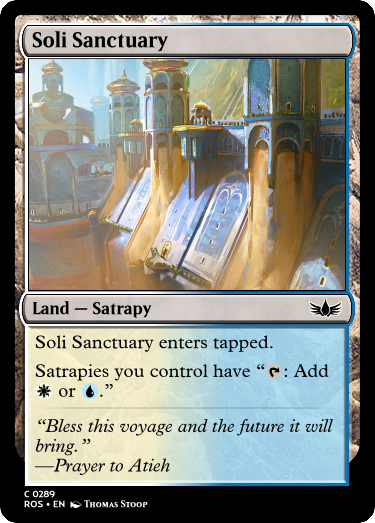 Soli Sanctuary
Land — Satrapy
Soli Sanctuary enters tapped.
Satrapies you control have “: Add
or .”
“Bless this voyage and the future it will
bring.”
—Prayer to Atieh
C 0289
ROS • EN Thomas Stoop